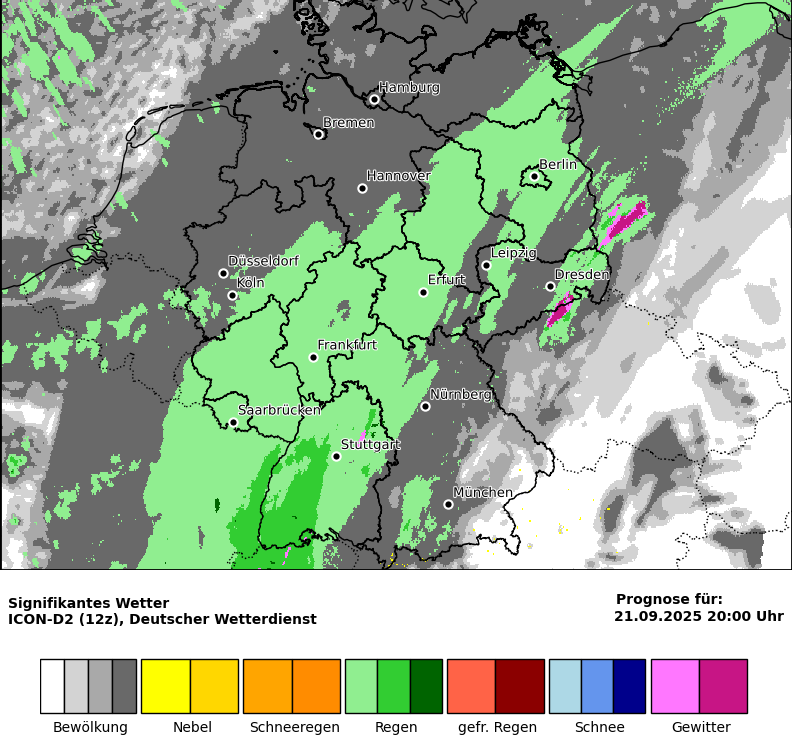 Hamburg
Bremen
Berlin
Hannover
Leipzig
Düsseldorf
Köln
Erfurt
Dresden
Frankfurt
Nürnberg
Saarbrücken
Stuttgart
München
Signifikantes Wetter
ICON-D2 (12z), Deutscher Wetterdienst
Prognose für:
21.09.2025 20:00 Uhr
Bewölkung Nebel Schneeregen Regen gefr. Regen Schnee Gewitter